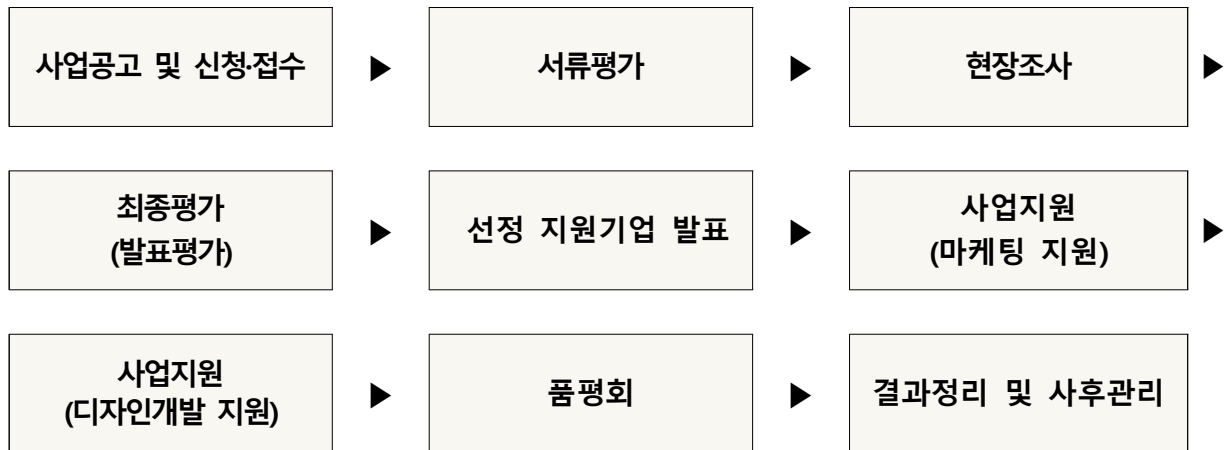 사업공고 및 신청·접수
서류평가
현장조사
최종평가
(발표평가)
선정 지원기업 발표
사업지원
(마케팅 지원)
사업지원
(디자인개발 지원)
품평회
결과정리 및 사후관리